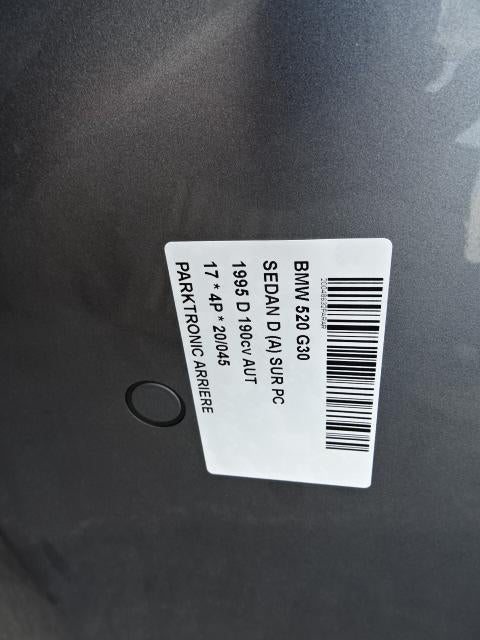 BMW 520 G30
SEDAN D (A) SUR PC
1995 D 190cv AUT
17 * 4P * 20/045
PARKTRONIC ARRIERE